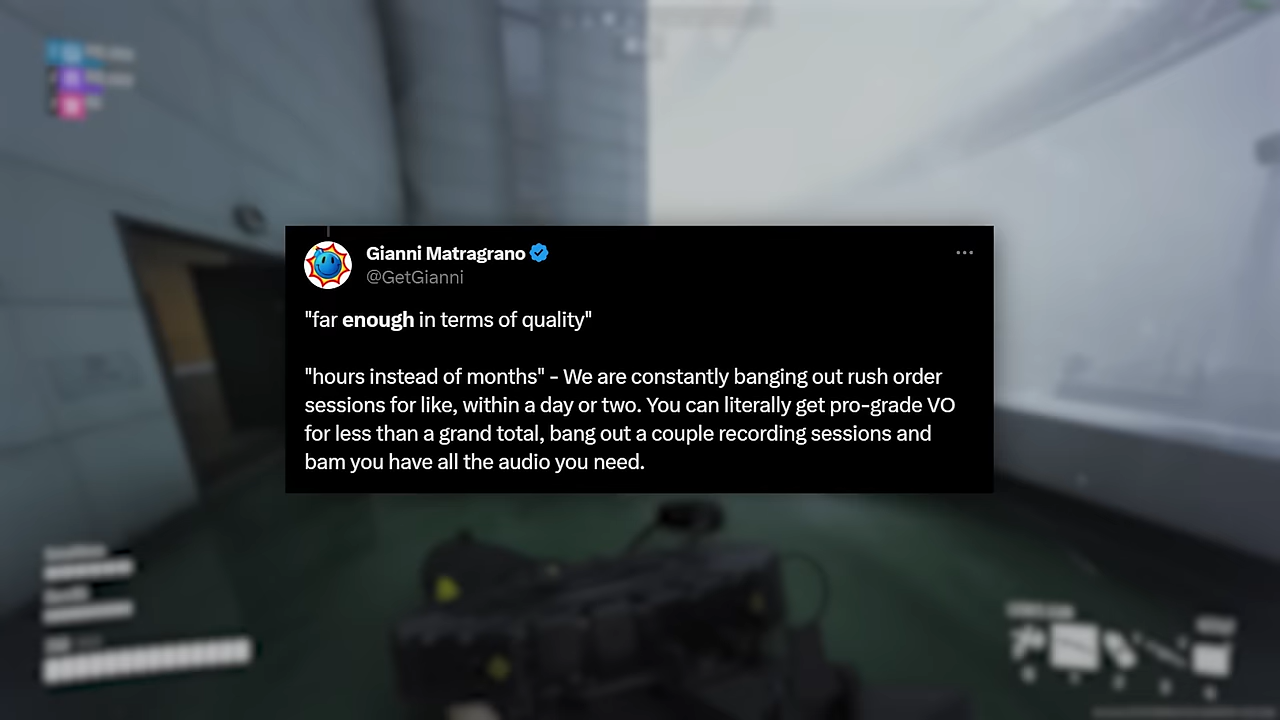 Gianni Matragrano
@GetGianni
"far enough in terms of quality"
"hours instead of months" - We are constantly banging out rush order
sessions for like, within a day or two. You can literally get pro-grade VO
for less than a grand total, bang out a couple recording sessions and
bam you have all the audio you need.